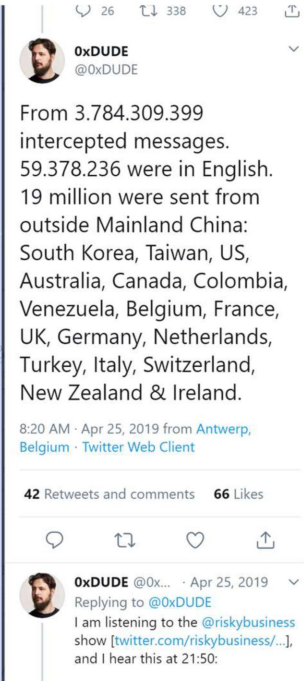 26 338 423
0xDUDE
@0xDUDE
From 3.784.309.399
intercepted messages.
59.378.236 were in English.
19 million were sent from
outside Mainland China:
South Korea, Taiwan, US,
Australia, Canada, Colombia,
Venezuela, Belgium, France,
UK, Germany, Netherlands,
Turkey, Italy, Switzerland,
New Zealand & Ireland.
8:20 AM · Apr 25, 2019 from Antwerp,
Belgium · Twitter Web Client
42 Retweets and comments 66 Likes
0xDUDE @0x... · Apr 25, 2019
Replying to @0xDUDE
I am listening to the @riskybusiness
show [twitter.com/riskybusiness/...],
and I hear this at 21:50: